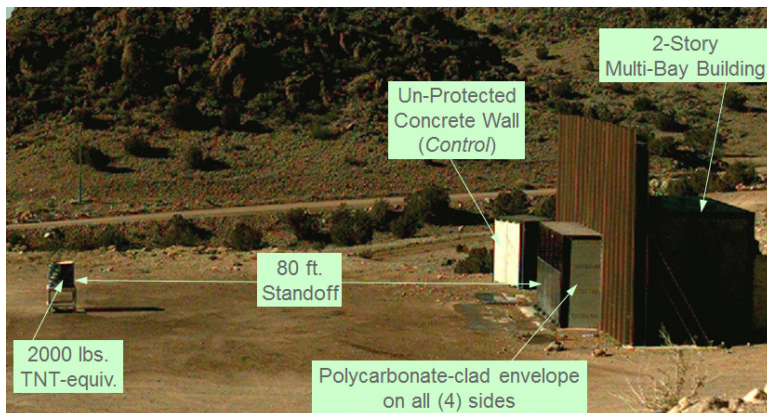 2-Story
Multi-Bay Building
Un-Protected
Concrete Wall
(Control)
80 ft.
Standoff
2000 lbs.
TNT-equiv.
Polycarbonate-clad envelope
on all (4) sides